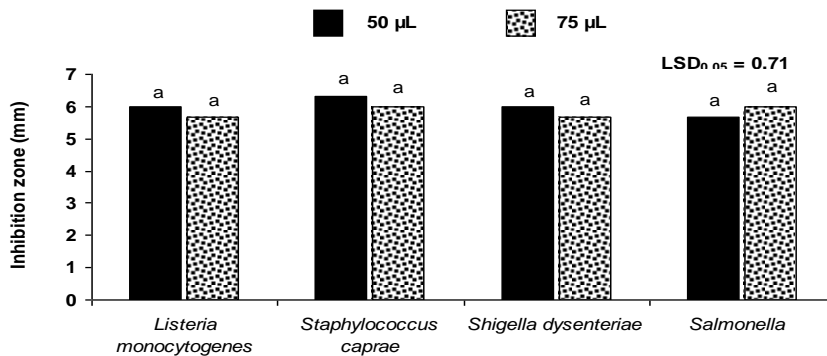 50 µL 75 µL
LSD0.05 = 0.71
Inhibition zone (mm)
7
6
5
4
3
2
1
0
a a a a a a a a
Listeria monocytogenes
Staphylococcus caprae
Shigella dysenteriae
Salmonella